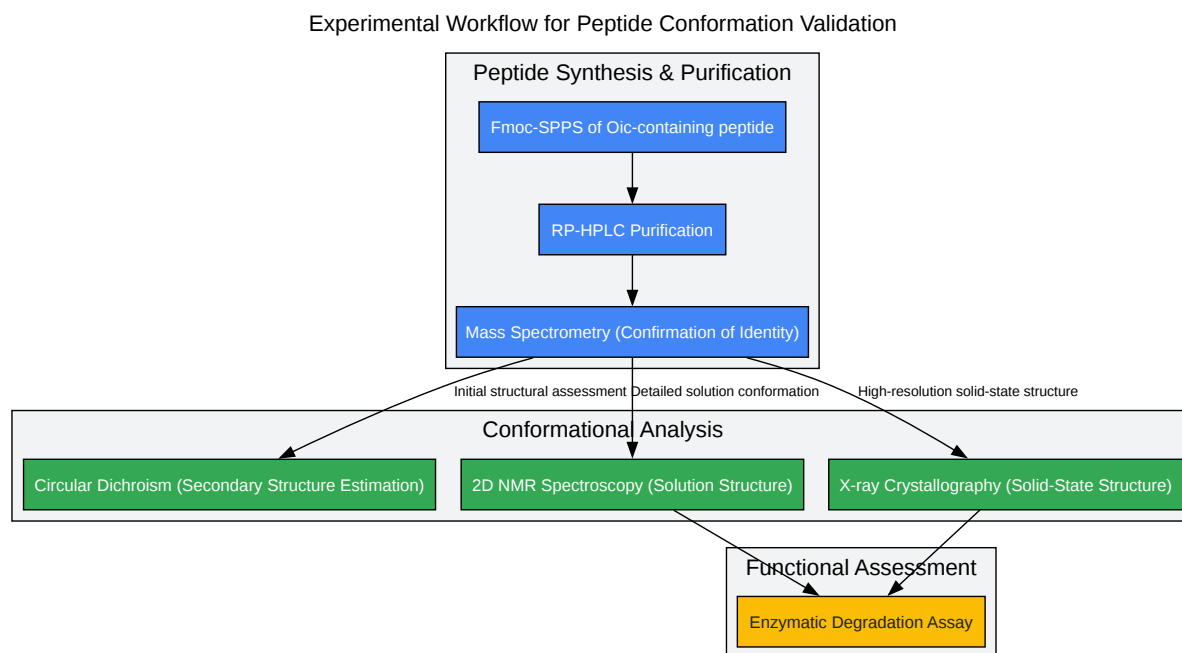 Experimental Workflow for Peptide Conformation Validation
Peptide Synthesis & Purification
Fmoc-SPPS of Oic-containing peptide
RP-HPLC Purification
Mass Spectrometry (Confirmation of Identity)
Initial structural assessment
Detailed solution conformation
High-resolution solid-state structure
Conformational Analysis
Circular Dichroism (Secondary Structure Estimation)
2D NMR Spectroscopy (Solution Structure)
X-ray Crystallography (Solid-State Structure)
Functional Assessment
Enzymatic Degradation Assay